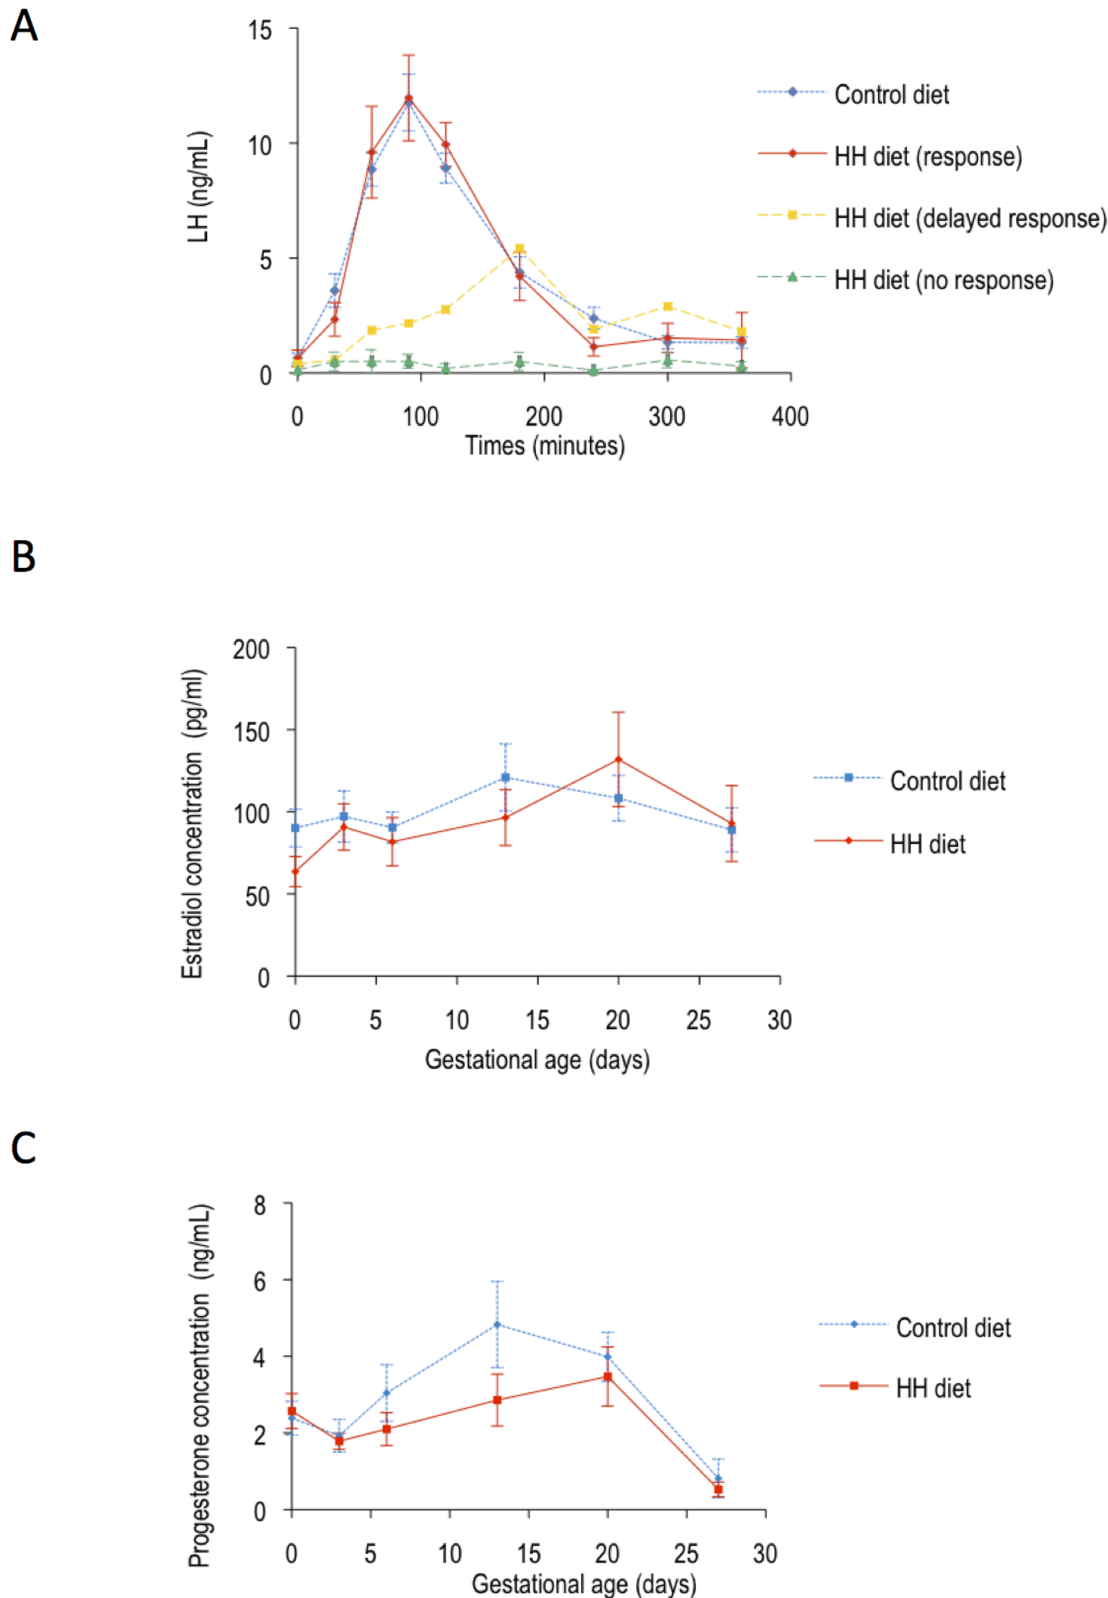 A
LH (ng/mL)
15
10
5
0
0 100 200 300 400
Times (minutes)
Control diet
HH diet (response)
HH diet (delayed response)
HH diet (no response)
B
Estradiol concentration (pg/ml)
200
150
100
50
0
0 5 10 15 20 25 30
Gestational age (days)
Control diet
HH diet
C
Progesterone concentration (ng/mL)
8
6
4
2
0
0 5 10 15 20 25 30
Gestational age (days)
Control diet
HH diet